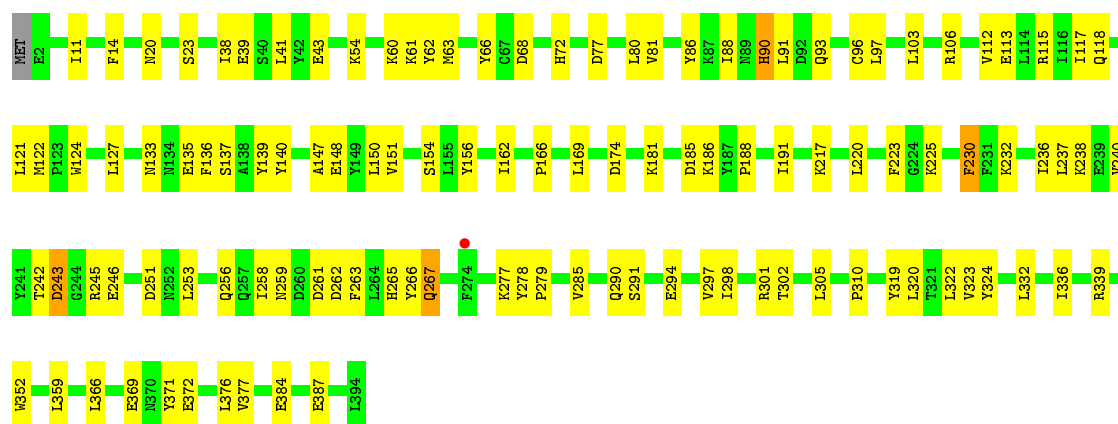 MET E2 I11 F14 N20 S23 I38 E39 S40 L41 Y42 E43 K54 K60 K61 Y62 M63 Y66 C67 D68 H72 D77 L80 V81 Y86 K87 I88 N89 H90 L91 D92 Q93 C96 L97 L103 R106 V112 E113 L114 R115 I116 I117 Q118
L121 M122 P123 W124 L127 N133 N134 E135 F136 S137 A138 Y139 Y140 A147 E148 Y149 L150 V151 S154 L155 Y156 I162 P166 L169 D174 K181 D185 K186 Y187 P188 I191 K217 L220 F223 G224 K225 F230 F231 K232 I236 L237 K238 E239 V240
Y241 T242 D243 G244 R245 E246 D251 N252 L253 Q256 Q257 I258 N259 D260 D261 D262 F263 L264 H265 Y266 Q267 F274 K277 Y278 P279 V285 Q290 S291 E294 V297 I298 R301 T302 L305 P310 Y319 L320 T321 L322 V323 Y324 L332 I336 R339
W352 L359 L366 E369 N370 Y371 E372 L376 V377 E384 E387 L394